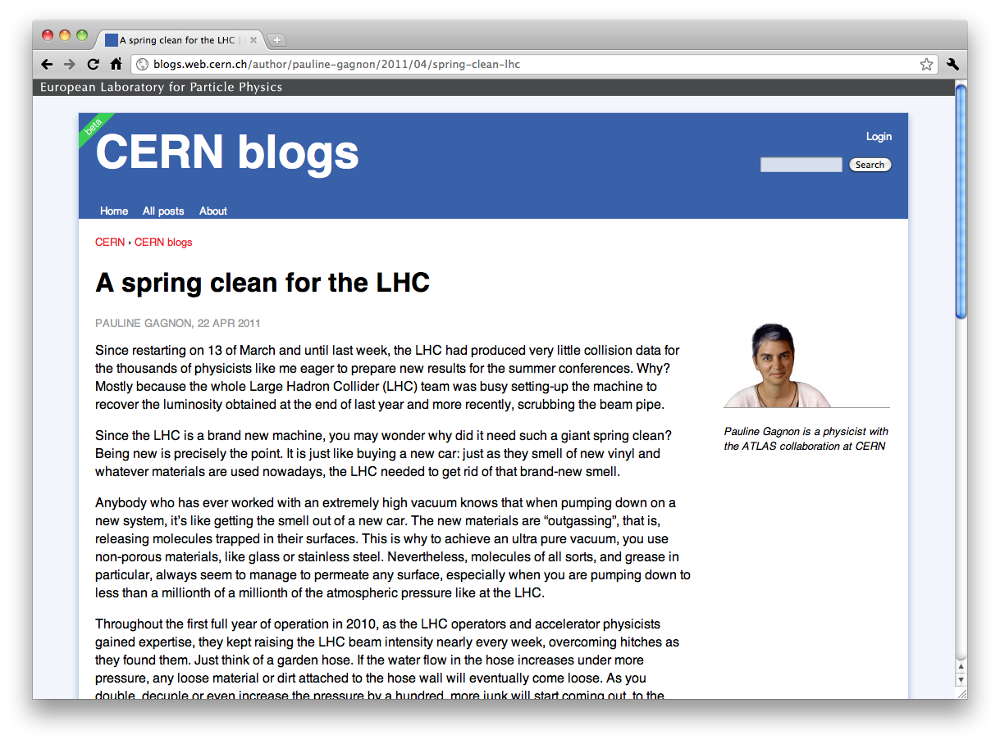 A spring clean for the LHC |
blogs.web.cern.ch/author/pauline-gagnon/2011/04/spring-clean-lhc
European Laboratory for Particle Physics
beta
CERN blogs
Login
Search
Home All posts About
CERN › CERN blogs
A spring clean for the LHC
PAULINE GAGNON, 22 APR 2011
Since restarting on 13 of March and until last week, the LHC had produced very little collision data for
the thousands of physicists like me eager to prepare new results for the summer conferences. Why?
Mostly because the whole Large Hadron Collider (LHC) team was busy setting-up the machine to
recover the luminosity obtained at the end of last year and more recently, scrubbing the beam pipe.
Since the LHC is a brand new machine, you may wonder why did it need such a giant spring clean?
Being new is precisely the point. It is just like buying a new car: just as they smell of new vinyl and
whatever materials are used nowadays, the LHC needed to get rid of that brand-new smell.
Anybody who has ever worked with an extremely high vacuum knows that when pumping down on a
new system, it’s like getting the smell out of a new car. The new materials are “outgassing”, that is,
releasing molecules trapped in their surfaces. This is why to achieve an ultra pure vacuum, you use
non-porous materials, like glass or stainless steel. Nevertheless, molecules of all sorts, and grease in
particular, always seem to manage to permeate any surface, especially when you are pumping down to
less than a millionth of a millionth of the atmospheric pressure like at the LHC.
Throughout the first full year of operation in 2010, as the LHC operators and accelerator physicists
gained expertise, they kept raising the LHC beam intensity nearly every week, overcoming hitches as
they found them. Just think of a garden hose. If the water flow in the hose increases under more
pressure, any loose material or dirt attached to the hose wall will eventually come loose. As you
double, decuple or even increase the pressure by a hundred, more junk will start coming out, to the
Pauline Gagnon is a physicist with
the ATLAS collaboration at CERN